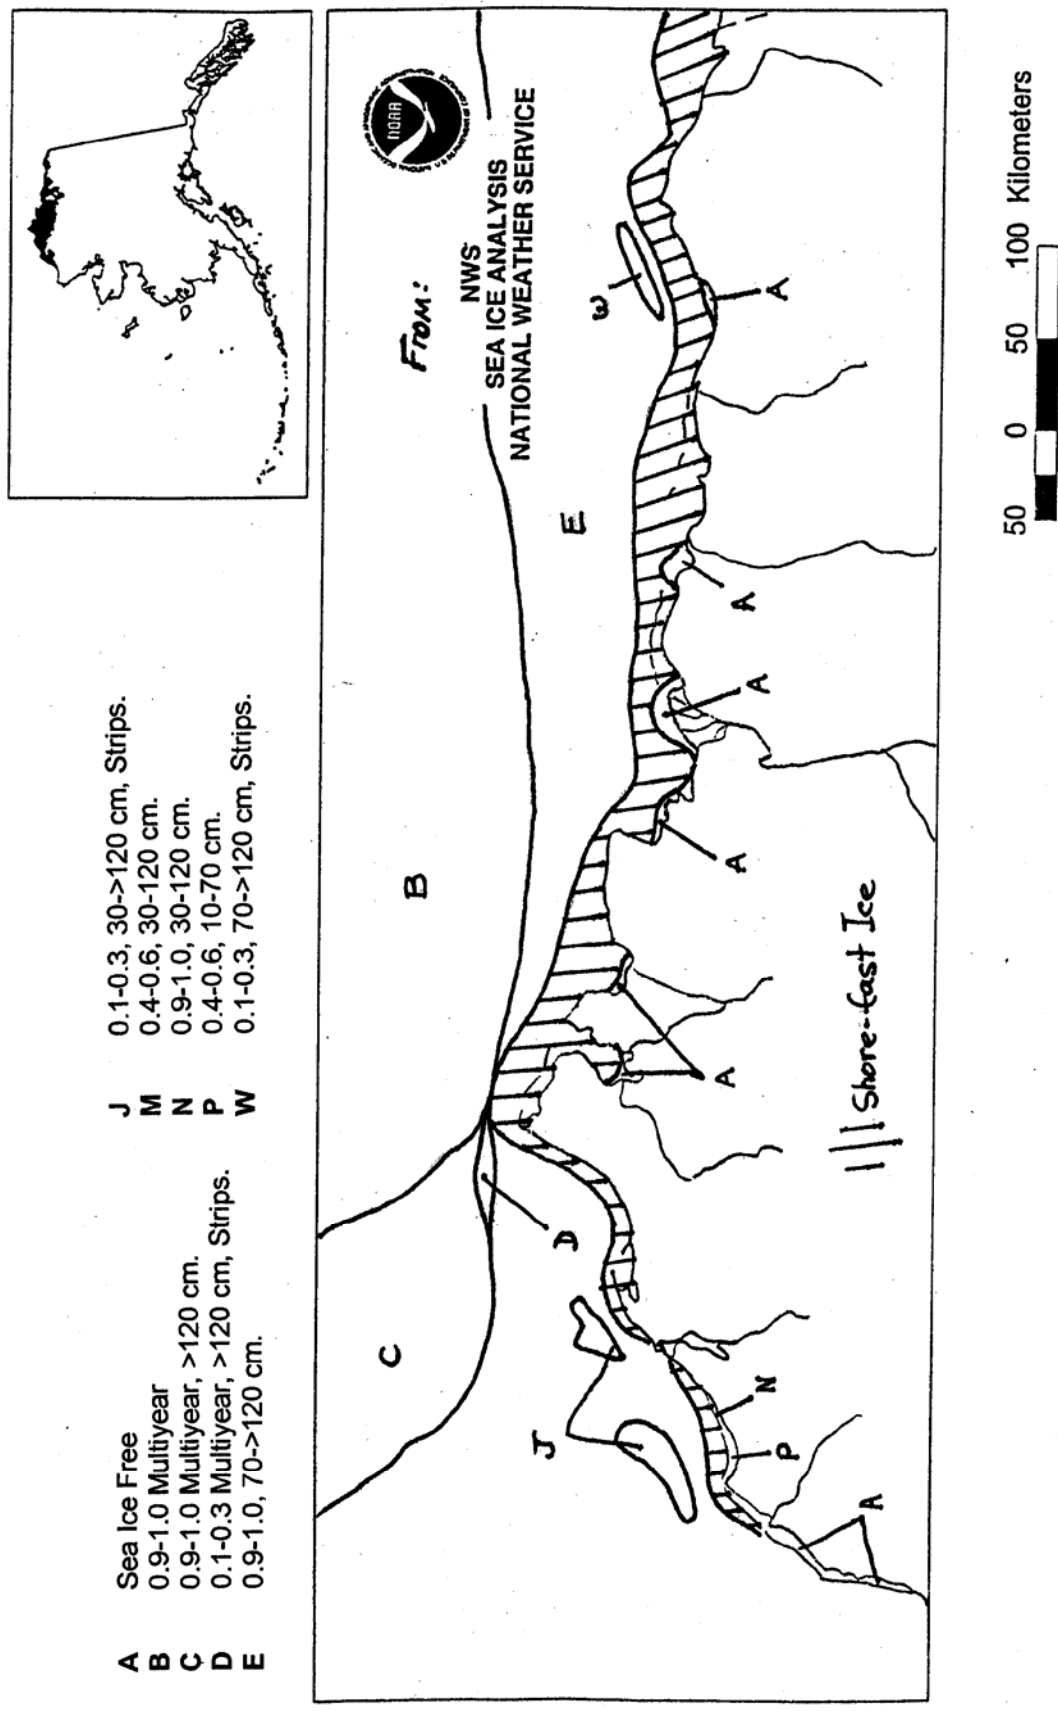 A Sea Ice Free
B 0.9-1.0 Multiyear
C 0.9-1.0 Multiyear, >120 cm.
D 0.1-0.3 Multiyear, >120 cm, Strips.
E 0.9-1.0, 70->120 cm.
J 0.1-0.3, 30->120 cm, Strips.
M 0.4-0.6, 30-120 cm.
N 0.9-1.0, 30-120 cm.
P 0.4-0.6, 10-70 cm.
W 0.1-0.3, 70->120 cm, Strips.
NOAA
From:
NWS
SEA ICE ANALYSIS
NATIONAL WEATHER SERVICE
C
B
E
D
J
W
N
P
A
A
A
A
A
A
A
Shore-fast Ice
50 0 50 100 Kilometers